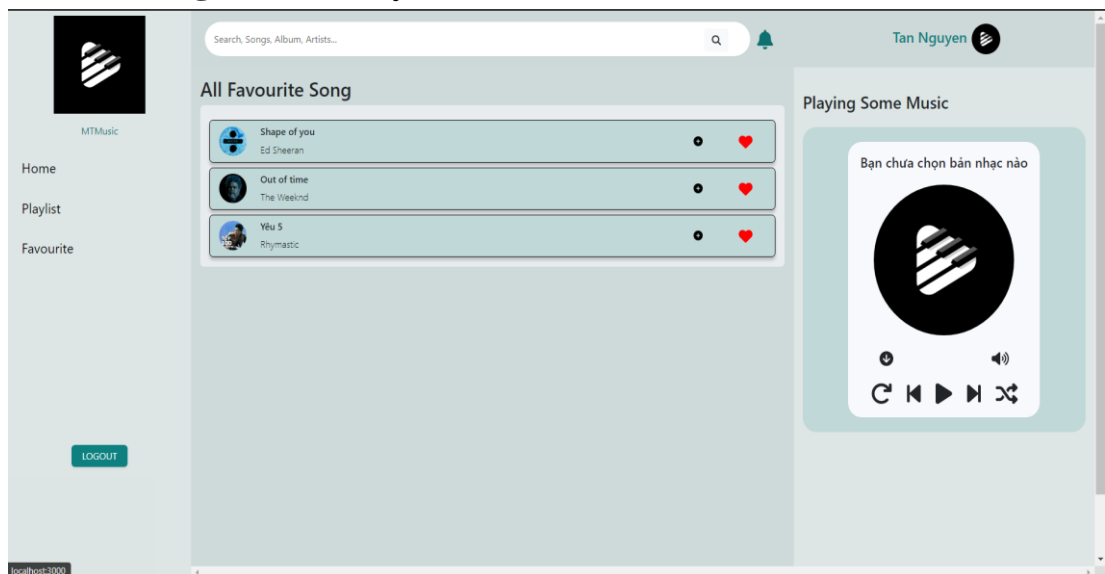 MTMusic
Home
Playlist
Favourite
LOGOUT
localhost:3000
Search, Songs, Album, Artists...
Tan Nguyen
All Favourite Song
Shape of you
Ed Sheeran
Out of time
The Weeknd
Yêu 5
Rhymastic
Playing Some Music
Bạn chưa chọn bản nhạc nào